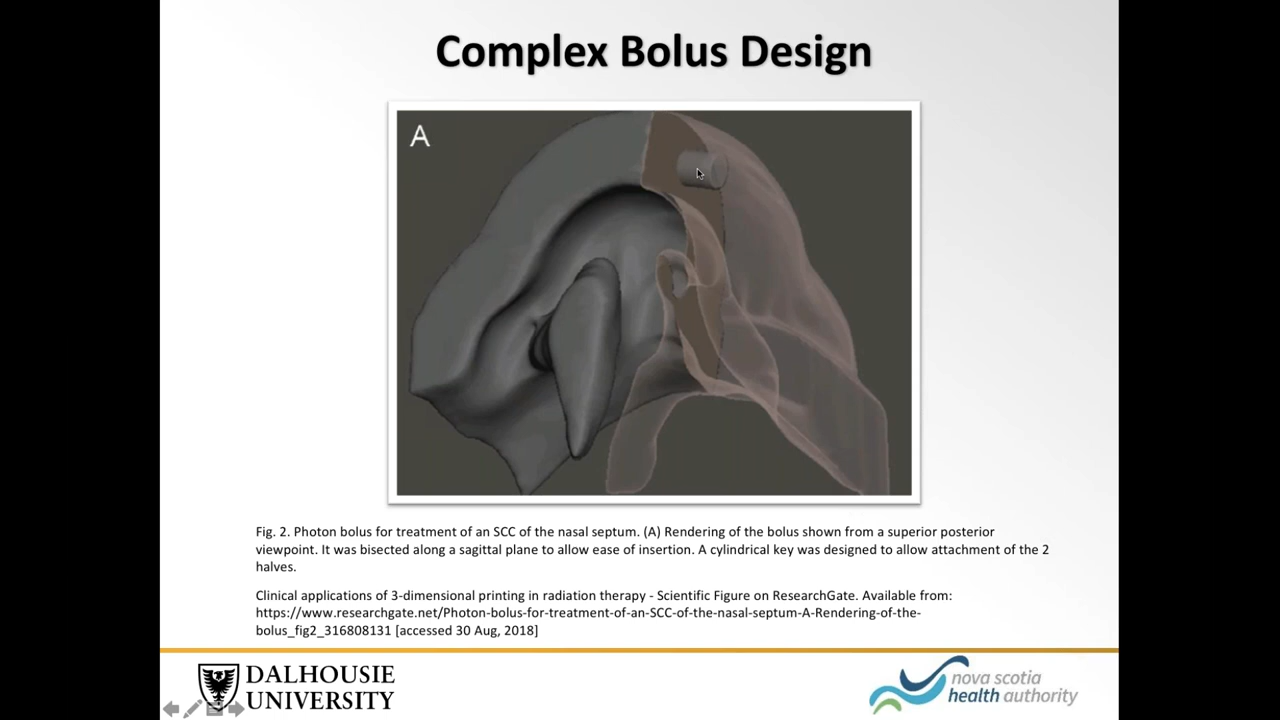 Complex Bolus Design
A
Fig. 2. Photon bolus for treatment of an SCC of the nasal septum. (A) Rendering of the bolus shown from a superior posterior
viewpoint. It was bisected along a sagittal plane to allow ease of insertion. A cylindrical key was designed to allow attachment of the 2
halves.
Clinical applications of 3-dimensional printing in radiation therapy - Scientific Figure on ResearchGate. Available from:
https://www.researchgate.net/Photon-bolus-for-treatment-of-an-SCC-of-the-nasal-septum-A-Rendering-of-the-
bolus_fig2_316808131 [accessed 30 Aug, 2018]
DALHOUSIE
UNIVERSITY
nova scotia
health authority